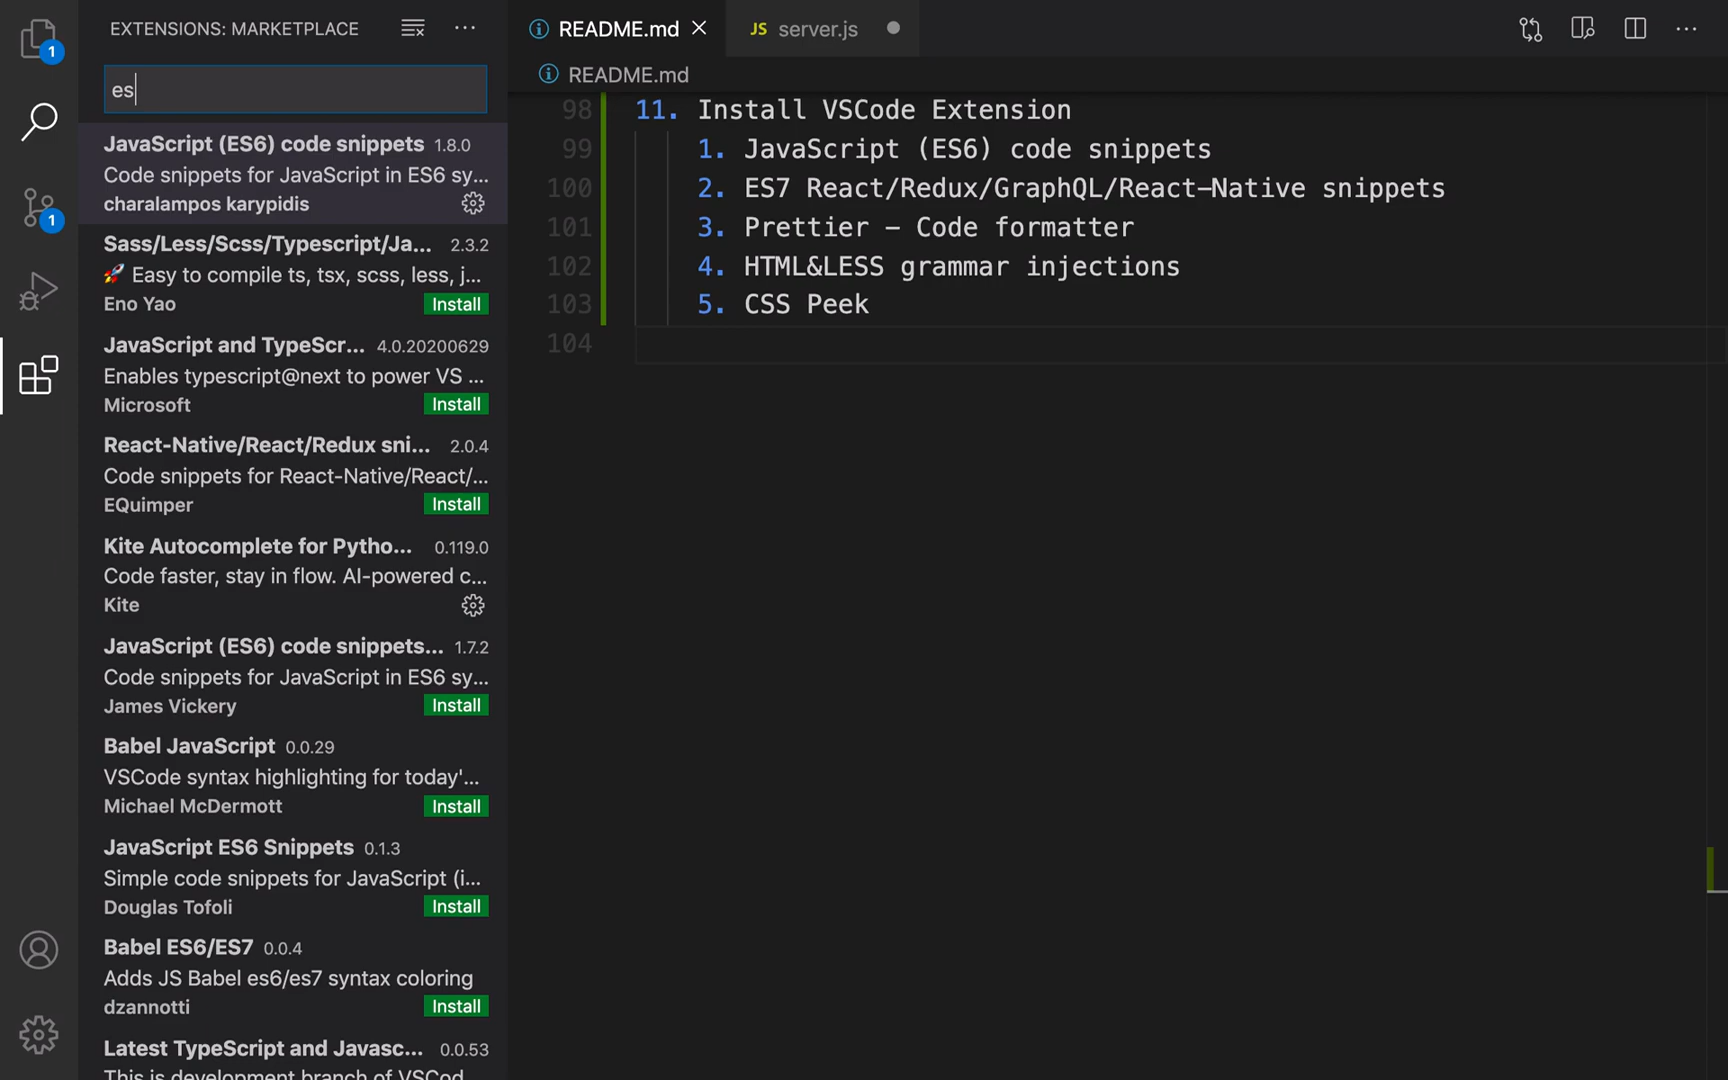 1
1
EXTENSIONS: MARKETPLACE
es
JavaScript (ES6) code snippets 1.8.0
Code snippets for JavaScript in ES6 sy...
charalampos karypidis
Sass/Less/Scss/Typescript/Ja... 2.3.2
🚀 Easy to compile ts, tsx, scss, less, j...
Eno Yao Install
JavaScript and TypeScr... 4.0.20200629
Enables typescript@next to power VS ...
Microsoft Install
React-Native/React/Redux sni... 2.0.4
Code snippets for React-Native/React/...
EQuimper Install
Kite Autocomplete for Pytho... 0.119.0
Code faster, stay in flow. AI-powered c...
Kite
JavaScript (ES6) code snippets... 1.7.2
Code snippets for JavaScript in ES6 sy...
James Vickery Install
Babel JavaScript 0.0.29
VSCode syntax highlighting for today'...
Michael McDermott Install
JavaScript ES6 Snippets 0.1.3
Simple code snippets for JavaScript (i...
Douglas Tofoli Install
Babel ES6/ES7 0.0.4
Adds JS Babel es6/es7 syntax coloring
dzannotti Install
Latest TypeScript and Javasc... 0.0.53
This is development branch of VSCod
README.md JS server.js
README.md
98 11. Install VSCode Extension
99 1. JavaScript (ES6) code snippets
100 2. ES7 React/Redux/GraphQL/React-Native snippets
101 3. Prettier - Code formatter
102 4. HTML&LESS grammar injections
103 5. CSS Peek
104